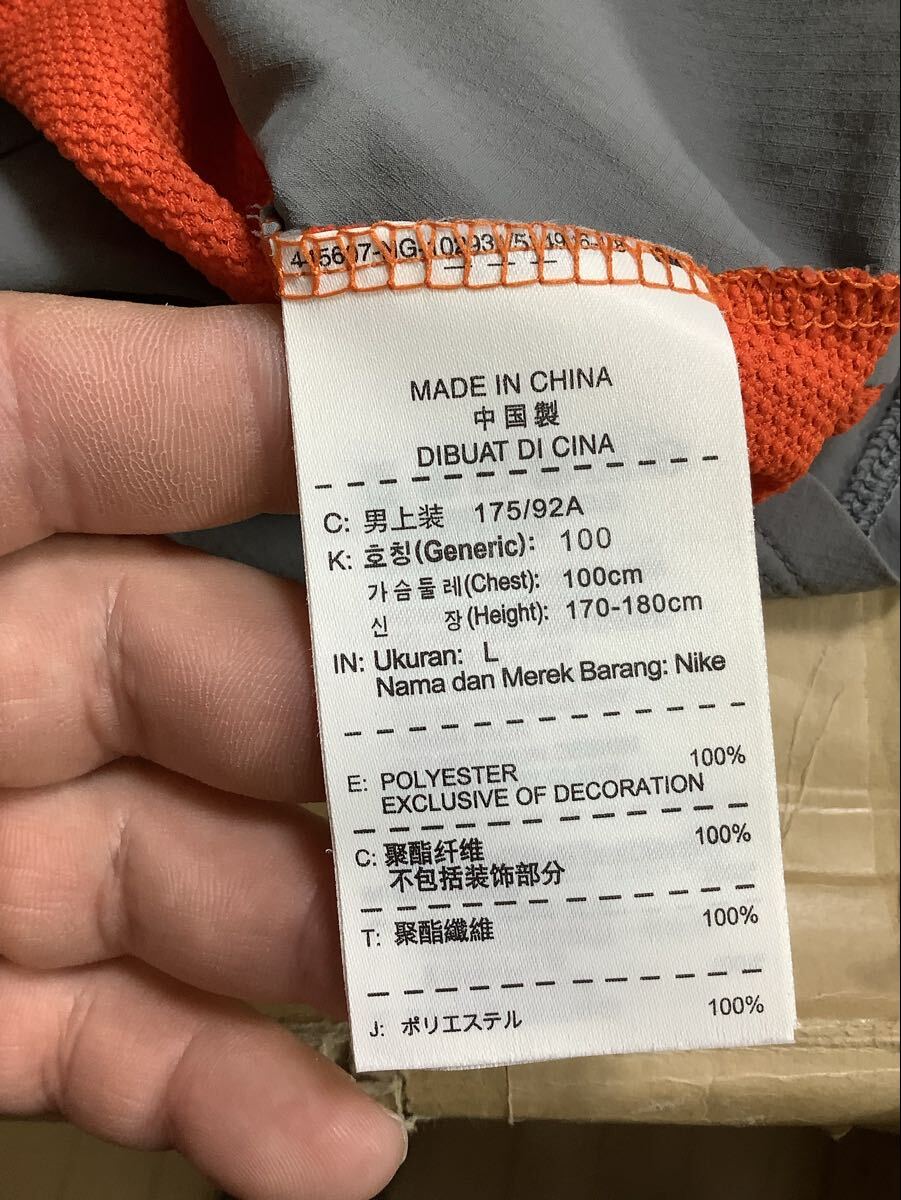 MADE IN CHINA
中国製
DIBUAT DI CINA
C: 男上装 175/92A
K: 호칭(Generic): 100
가슴둘레(Chest): 100cm
신 장(Height): 170-180cm
IN: Ukuran: L
Nama dan Merek Barang: Nike
E: POLYESTER 100%
EXCLUSIVE OF DECORATION
C: 聚酯纤维 100%
不包括装饰部分
T: 聚酯纖維 100%
J: ポリエステル 100%